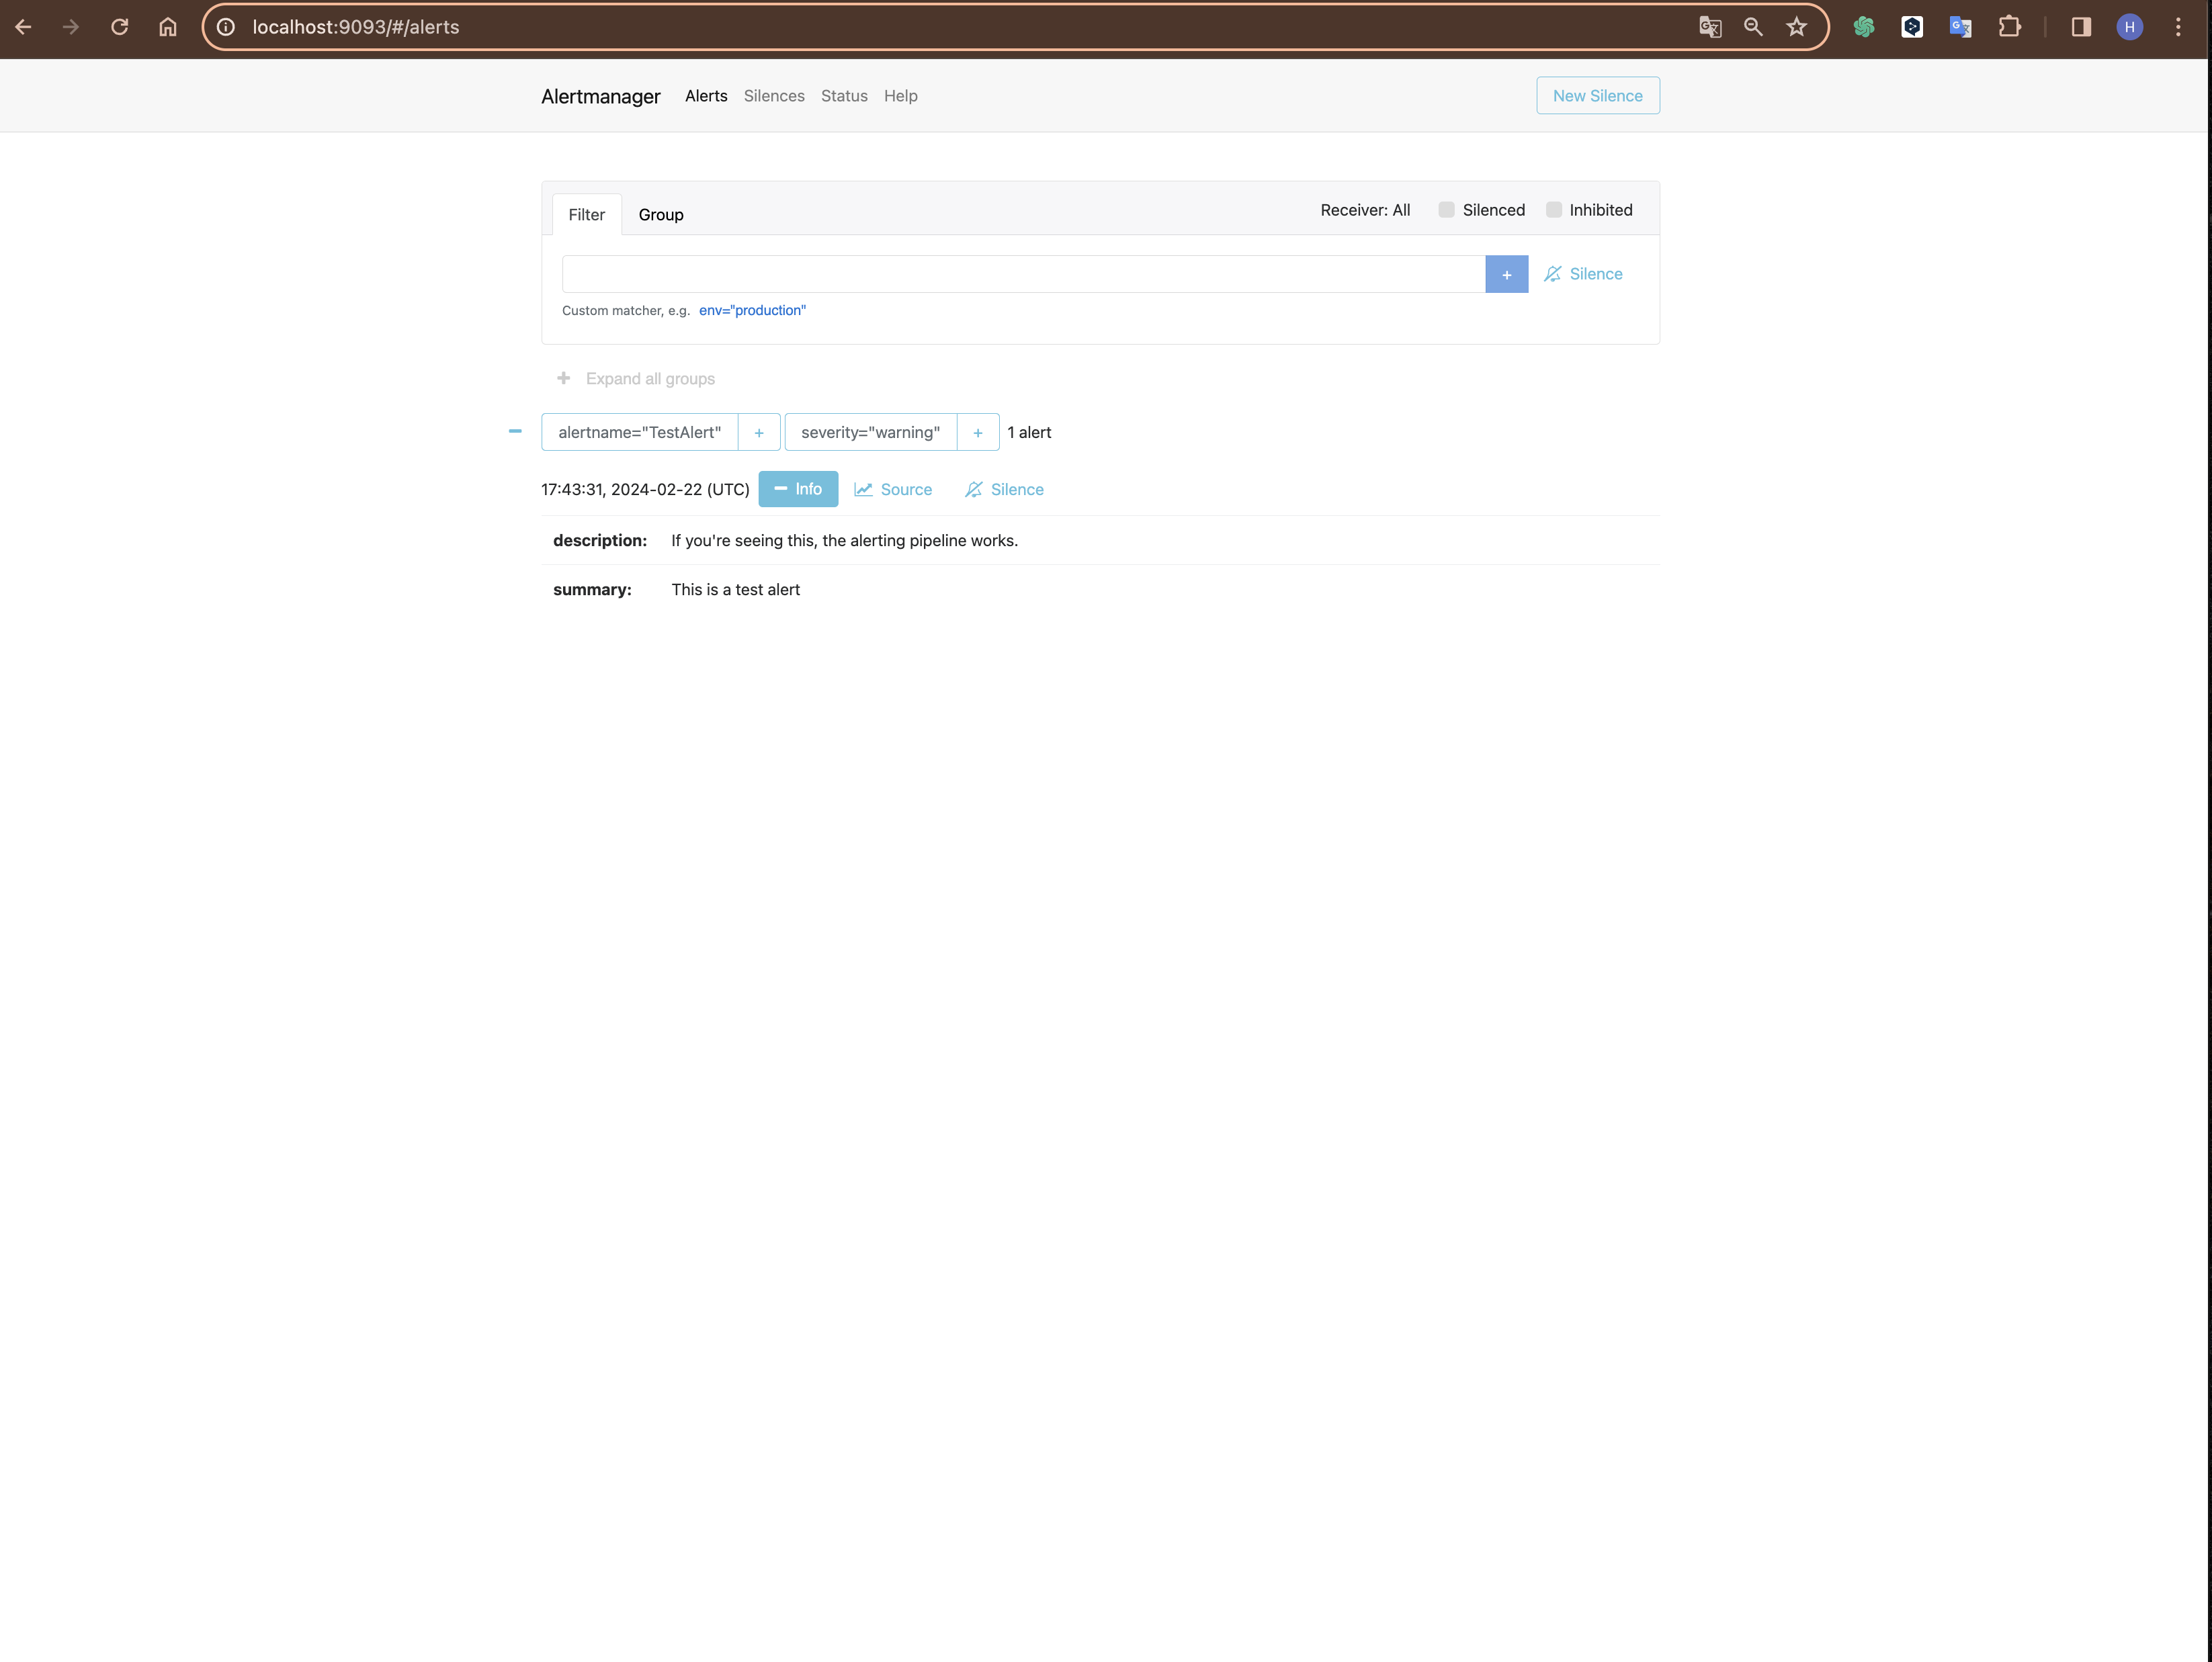 localhost:9093/#/alerts
H
Alertmanager Alerts Silences Status Help New Silence
Filter Group Receiver: All Silenced Inhibited
+ Silence
Custom matcher, e.g. env="production"
+ Expand all groups
alertname="TestAlert" + severity="warning" + 1 alert
17:43:31, 2024-02-22 (UTC) Info Source Silence
description: If you're seeing this, the alerting pipeline works.
summary: This is a test alert